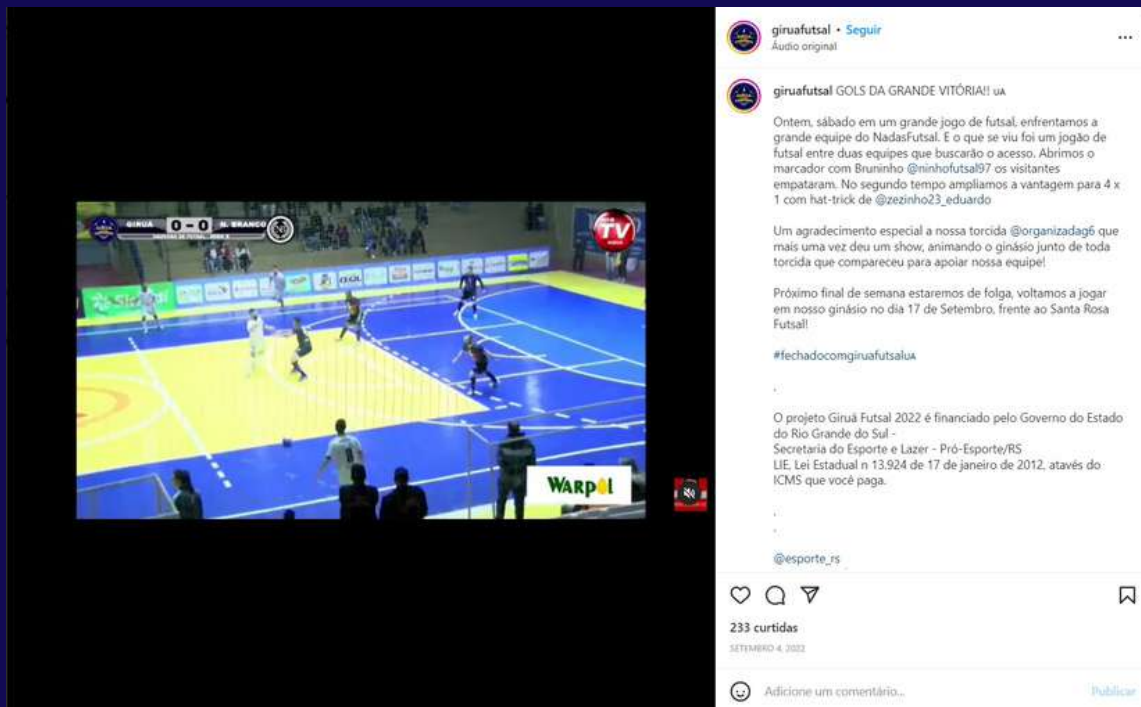 giruafutsal • Seguir
Áudio original
giruafutsal GOLS DA GRANDE VITÓRIA!! UA
Ontem, sábado em um grande jogo de futsal, enfrentamos a
grande equipe do NadasFutsal. E o que se viu foi um jogão de
futsal entre duas equipes que buscarão o acesso. Abrimos o
marcador com Bruninho @ninhofutsal97 os visitantes
empataram. No segundo tempo ampliamos a vantagem para 4 x
1 com hat-trick de @zezinho23_eduardo
Um agradecimento especial a nossa torcida @organizadag6 que
mais uma vez deu um show, animando o ginásio junto de toda
torcida que compareceu para apoiar nossa equipe!
Próximo final de semana estaremos de folga, voltamos a jogar
em nosso ginásio no dia 17 de Setembro, frente ao Santa Rosa
Futsal!
#fechadocomgiruafutsalUA
.
O projeto Giruá Futsal 2022 é financiado pelo Governo do Estado
do Rio Grande do Sul -
Secretaria do Esporte e Lazer - Pró-Esporte/RS
LIE, Lei Estadual n 13.924 de 17 de janeiro de 2012, atavés do
ICMS que você paga.
.
.
@esporte_rs
233 curtidas
SETEMBRO 4, 2022
Adicione um comentário...
Publicar
GIRUÁ 0 - 0 N. BRANCO
TV
WARPOL